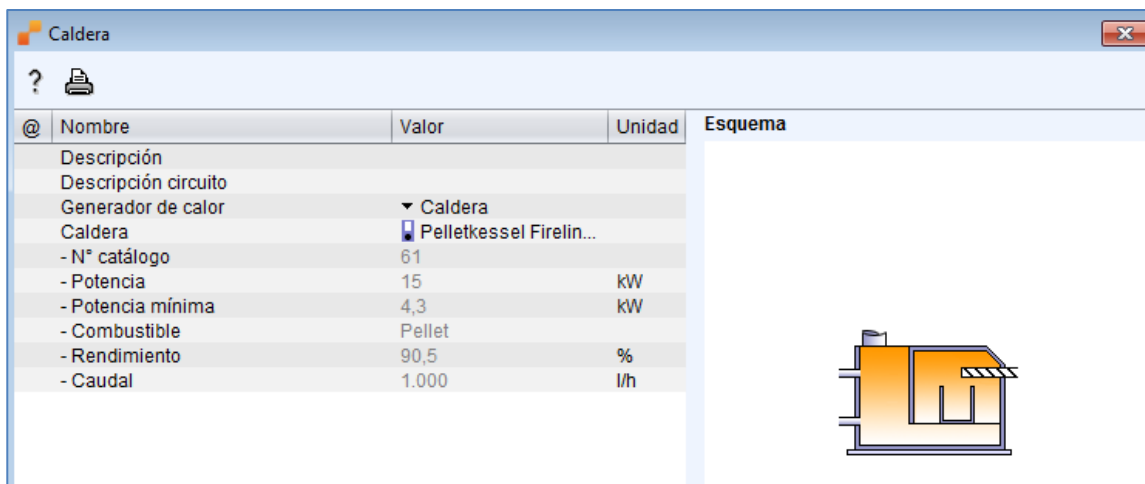 Caldera
?
@ Nombre Valor Unidad Esquema
Descripción
Descripción circuito
Generador de calor Caldera
Caldera Pelletkessel Firelin...
- N° catálogo 61
- Potencia 15 kW
- Potencia mínima 4,3 kW
- Combustible Pellet
- Rendimiento 90,5 %
- Caudal 1.000 l/h